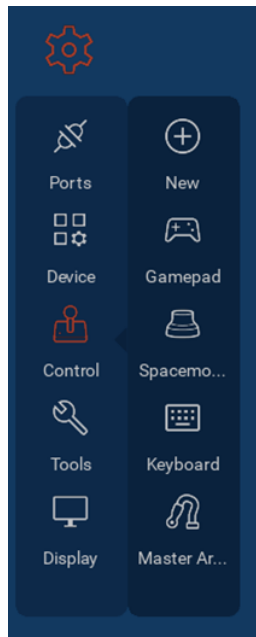 Ports
New
Device
Gamepad
Control
Spacemo...
Tools
Keyboard
Display
Master Ar...